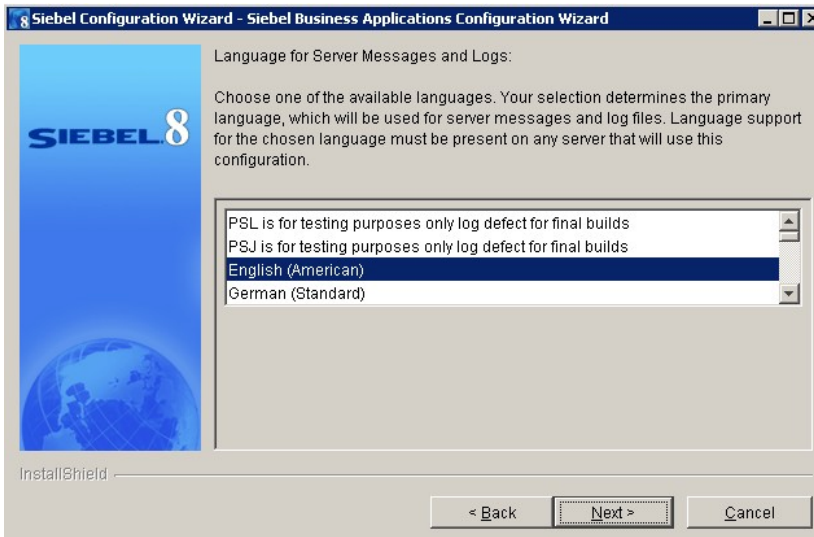 Siebel Configuration Wizard - Siebel Business Applications Configuration Wizard
Language for Server Messages and Logs:
Choose one of the available languages. Your selection determines the primary
language, which will be used for server messages and log files. Language support
for the chosen language must be present on any server that will use this
configuration.
SIEBEL.8
PSL is for testing purposes only log defect for final builds
PSJ is for testing purposes only log defect for final builds
English (American)
German (Standard)
InstallShield
< Back
Next >
Cancel